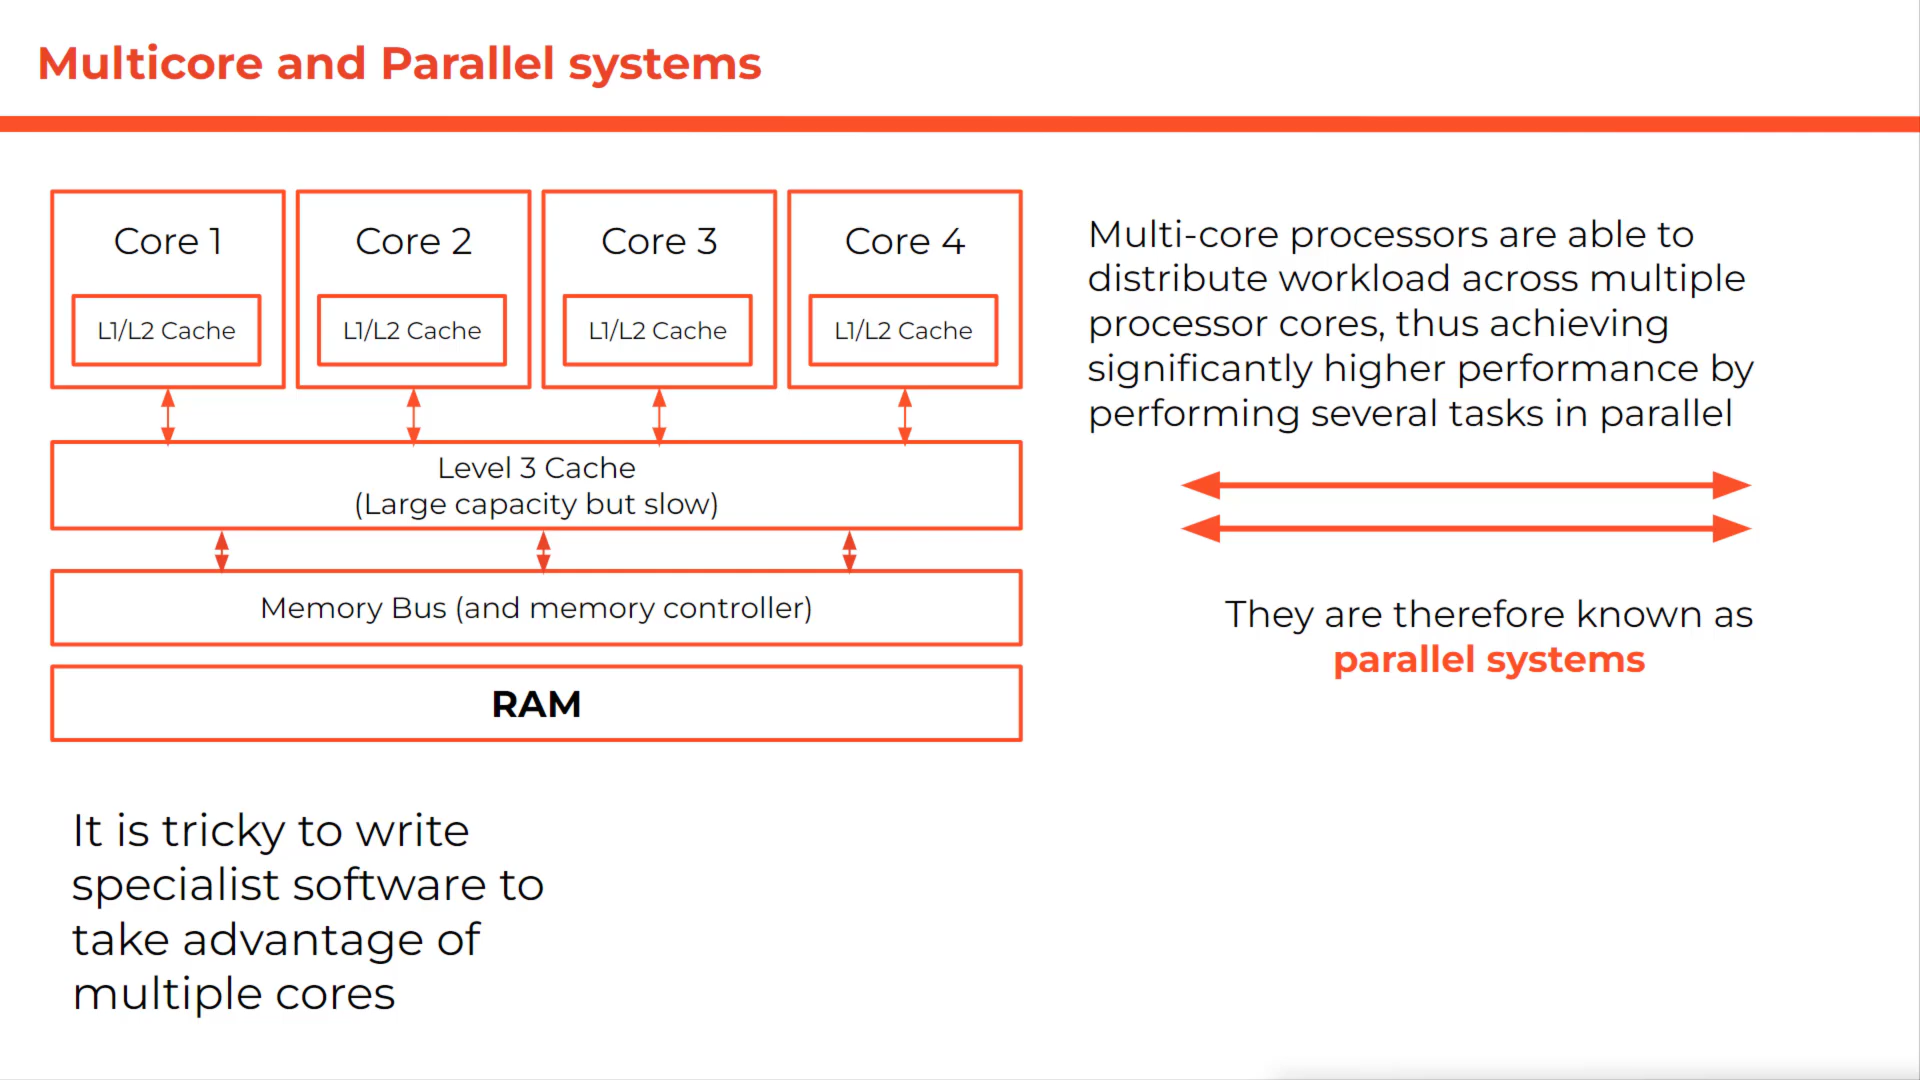 Multicore and Parallel systems
Core 1
Core 2
Core 3
Core 4
L1/L2 Cache
L1/L2 Cache
L1/L2 Cache
L1/L2 Cache
Level 3 Cache
(Large capacity but slow)
Memory Bus (and memory controller)
RAM
It is tricky to write
specialist software to
take advantage of
multiple cores
Multi-core processors are able to
distribute workload across multiple
processor cores, thus achieving
significantly higher performance by
performing several tasks in parallel
They are therefore known as
parallel systems